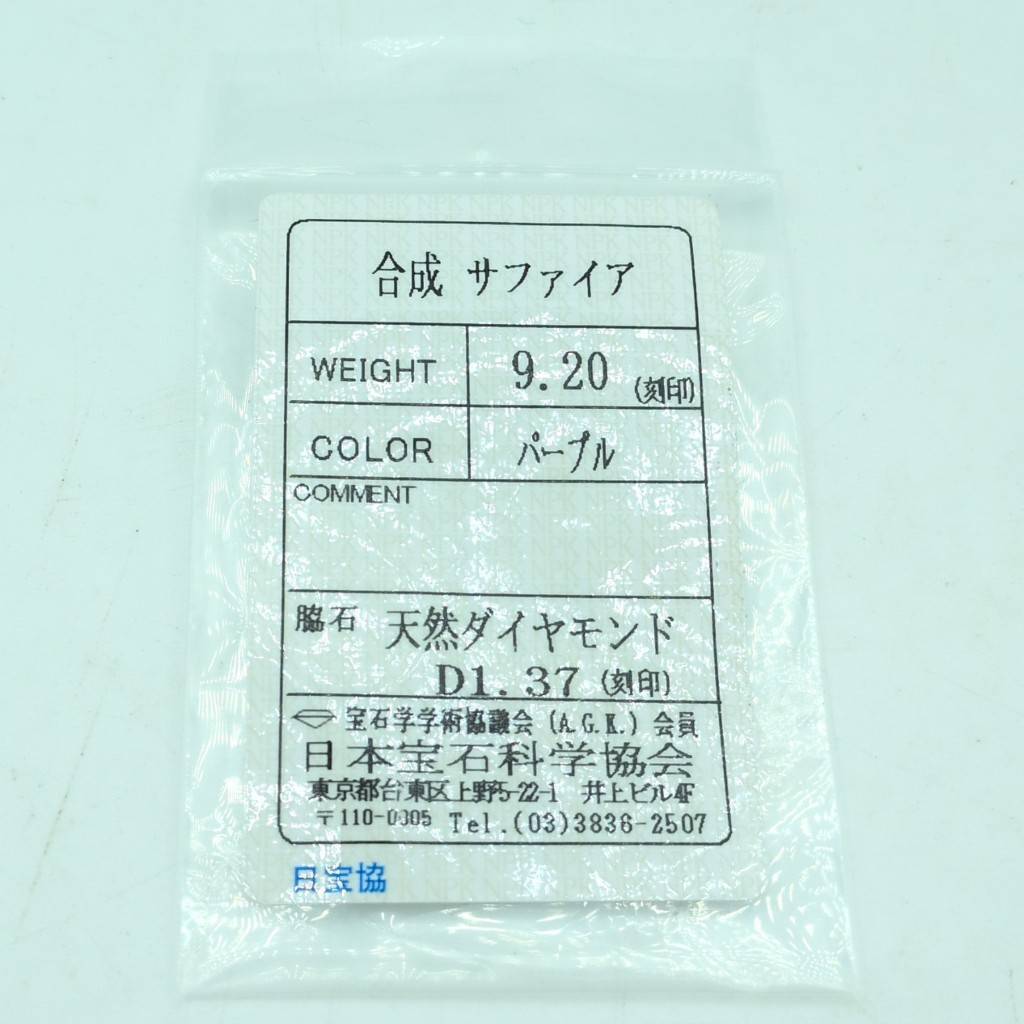 合成 サファイア
WEIGHT 9.20 (刻印)
COLOR パープル
COMMENT
脇石 天然ダイヤモンド
D1.37 (刻印)
宝石学学術協議会 (A.G.K.) 会員
日本宝石科学協会
東京都台東区上野5-22-1 井上ビル4F
〒110-0005 Tel.(03)3836-2507
日宝協